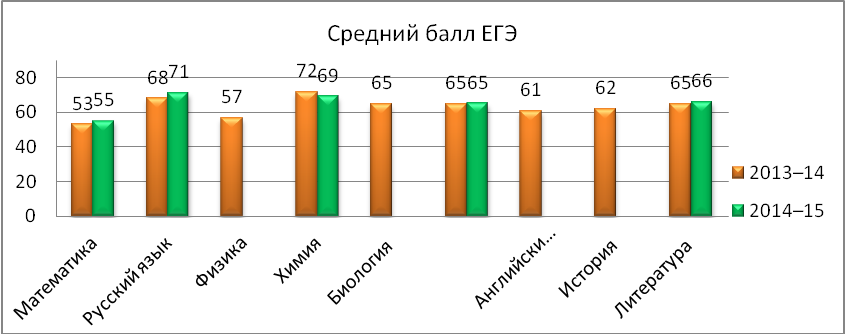 Средний балл ЕГЭ
80
60
40
20
0
53 55
68 71
57
72 69
65
65 65
61
62
65 66
Математика
Русский язык
Физика
Химия
Биология
Английски...
История
Литература
2013–14
2014–15